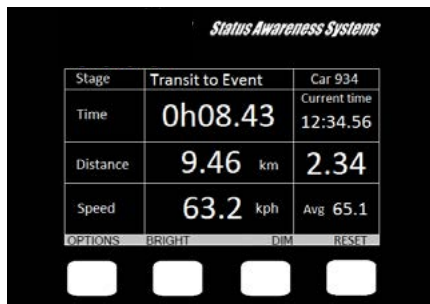 Status Awareness Systems
Stage Transit to Event Car 934
Time 0h08.43 Current time
12:34.56
Distance 9.46 km 2.34
Speed 63.2 kph Avg 65.1
OPTIONS BRIGHT DIM RESET